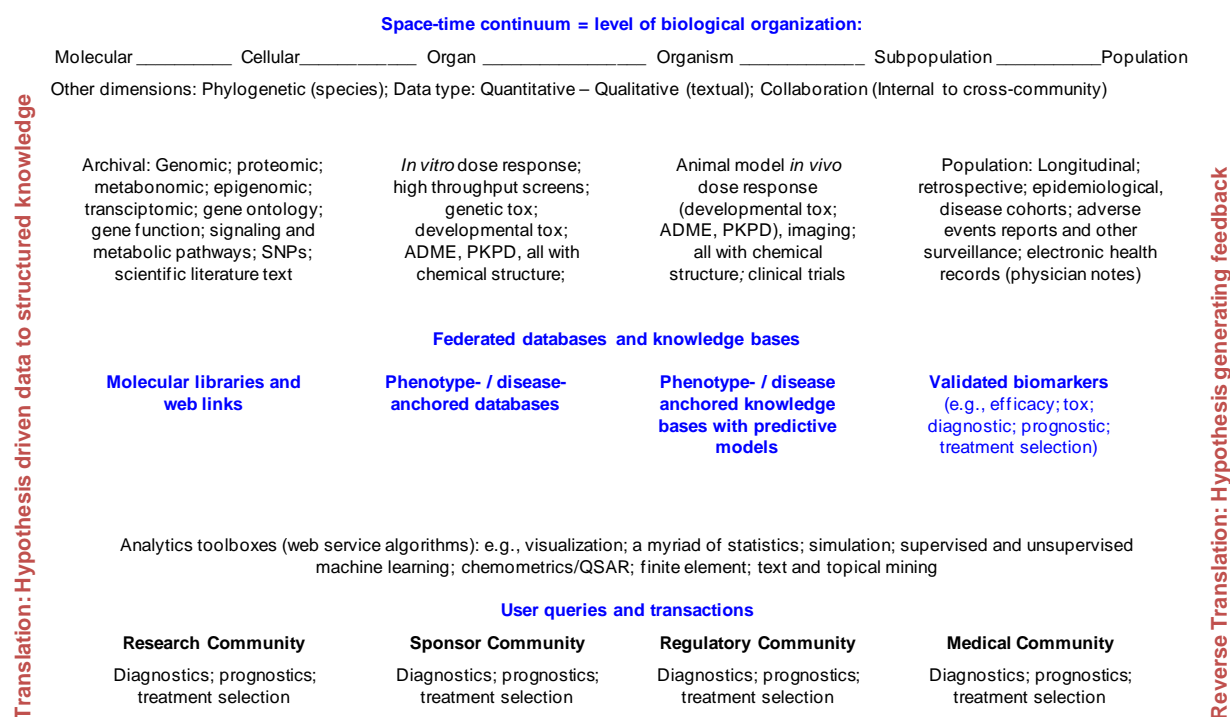 Space-time continuum = level of biological organization:
Molecular __________ Cellular____________ Organ _________________ Organism _____________ Subpopulation ___________Population
Other dimensions: Phylogenetic (species); Data type: Quantitative – Qualitative (textual); Collaboration (Internal to cross-community)
Translation: Hypothesis driven data to structured knowledge
Archival: Genomic; proteomic;
metabonomic; epigenomic;
transciptomic; gene ontology;
gene function; signaling and
metabolic pathways; SNPs;
scientific literature text
In vitro dose response;
high throughput screens;
genetic tox;
developmental tox;
ADME, PKPD, all with
chemical structure;
Animal model in vivo
dose response
(developmental tox;
ADME, PKPD), imaging;
all with chemical
structure; clinical trials
Population: Longitudinal;
retrospective; epidemiological,
disease cohorts; adverse
events reports and other
surveillance; electronic health
records (physician notes)
Federated databases and knowledge bases
Molecular libraries and
web links
Phenotype- / disease-
anchored databases
Phenotype- / disease
anchored knowledge
bases with predictive
models
Validated biomarkers
(e.g., efficacy; tox;
diagnostic; prognostic;
treatment selection)
Analytics toolboxes (web service algorithms): e.g., visualization; a myriad of statistics; simulation; supervised and unsupervised
machine learning; chemometrics/QSAR; finite element; text and topical mining
User queries and transactions
Research Community
Diagnostics; prognostics;
treatment selection
Sponsor Community
Diagnostics; prognostics;
treatment selection
Regulatory Community
Diagnostics; prognostics;
treatment selection
Medical Community
Diagnostics; prognostics;
treatment selection
Reverse Translation: Hypothesis generating feedback